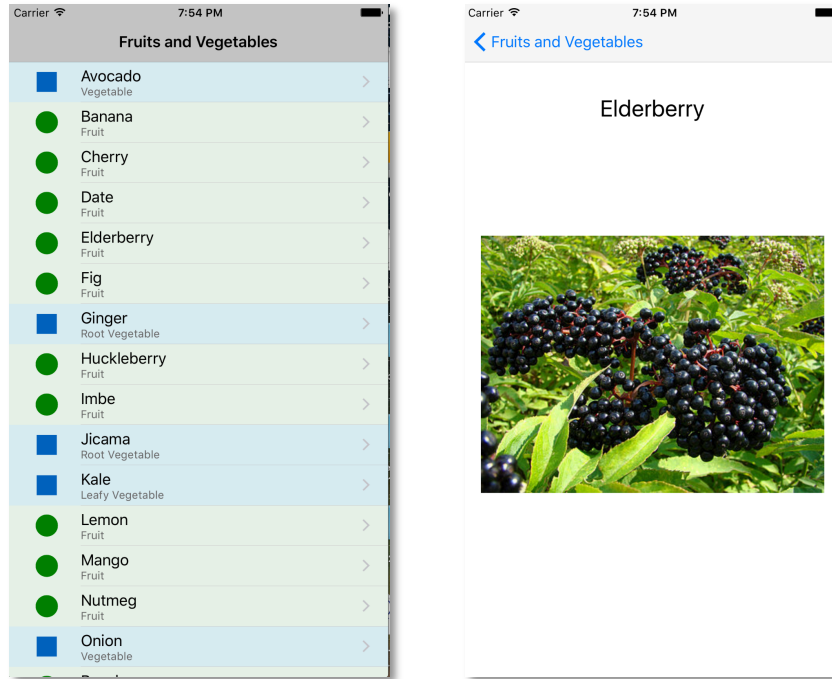 Carrier 7:54 PM
Fruits and Vegetables
Avocado
Vegetable
Banana
Fruit
Cherry
Fruit
Date
Fruit
Elderberry
Fruit
Fig
Fruit
Ginger
Root Vegetable
Huckleberry
Fruit
Imbe
Fruit
Jicama
Root Vegetable
Kale
Leafy Vegetable
Lemon
Fruit
Mango
Fruit
Nutmeg
Fruit
Onion
Vegetable
Carrier 7:54 PM
Fruits and Vegetables
Elderberry